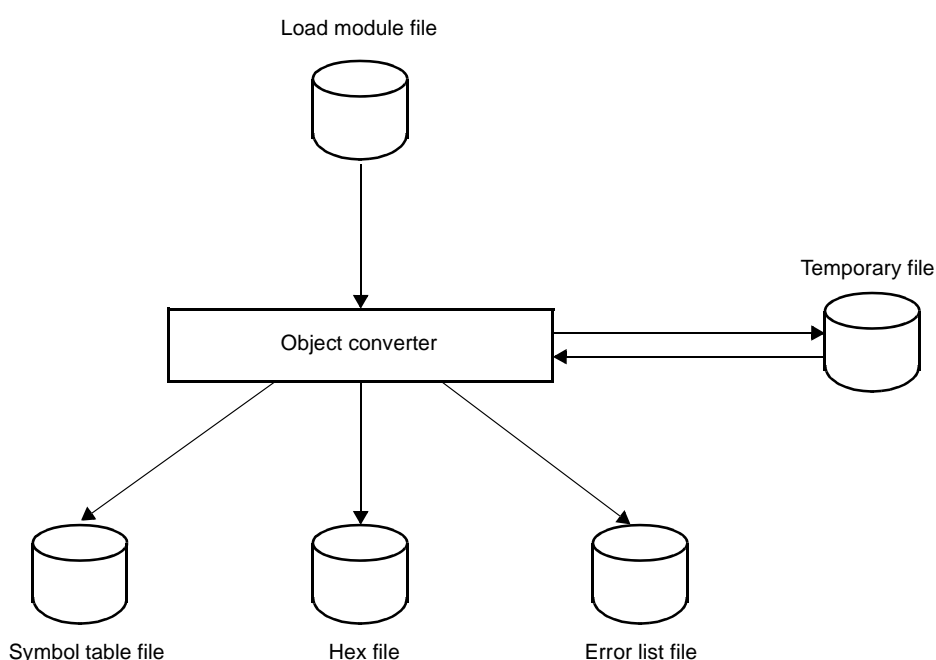 Load module file
Temporary file
Object converter
Symbol table file
Hex file
Error list file